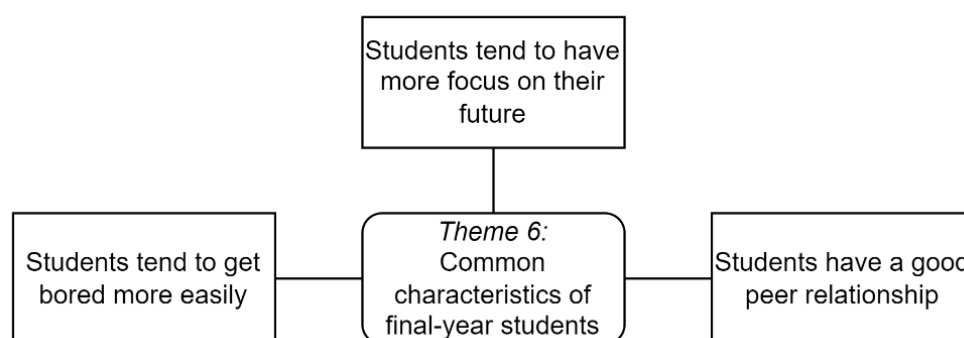 Students tend to have
more focus on their
future
Students tend to get
bored more easily
Theme 6:
Common
characteristics of
final-year students
Students have a good
peer relationship